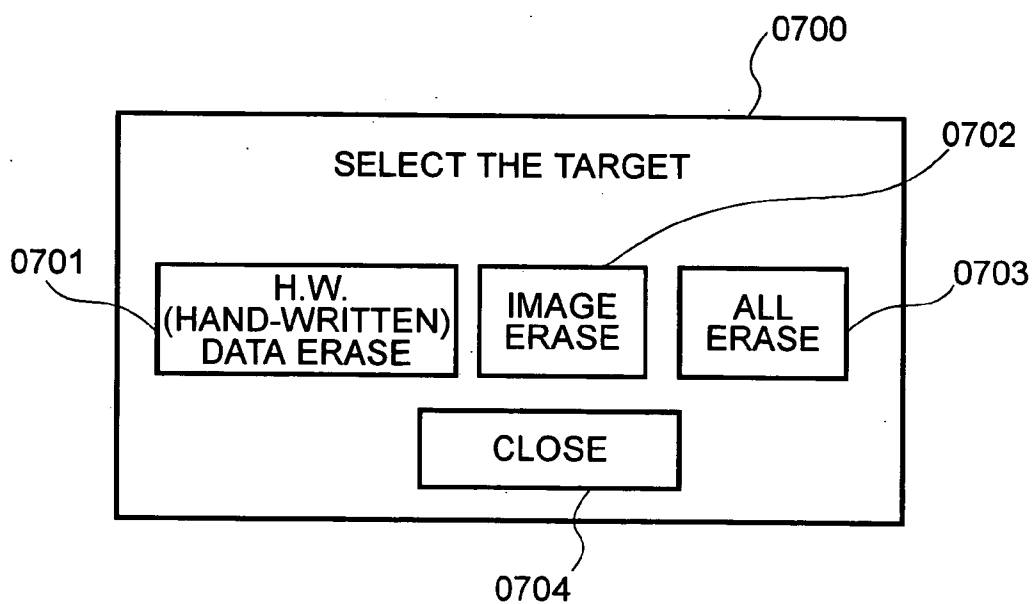 0700
0702
SELECT THE TARGET
0701
0703
H.W.
(HAND-WRITTEN)
DATA ERASE
IMAGE
ERASE
ALL
ERASE
CLOSE
0704